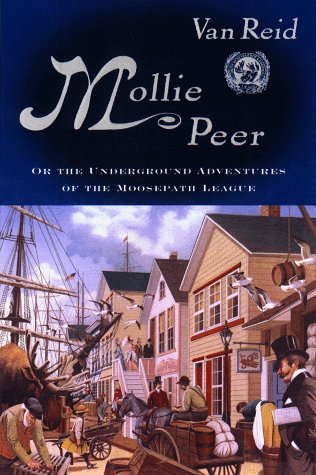 Van Reid
Mollie
Peer
OR THE UNDERGROUND ADVENTURES
OF THE MOOSEPATH LEAGUE